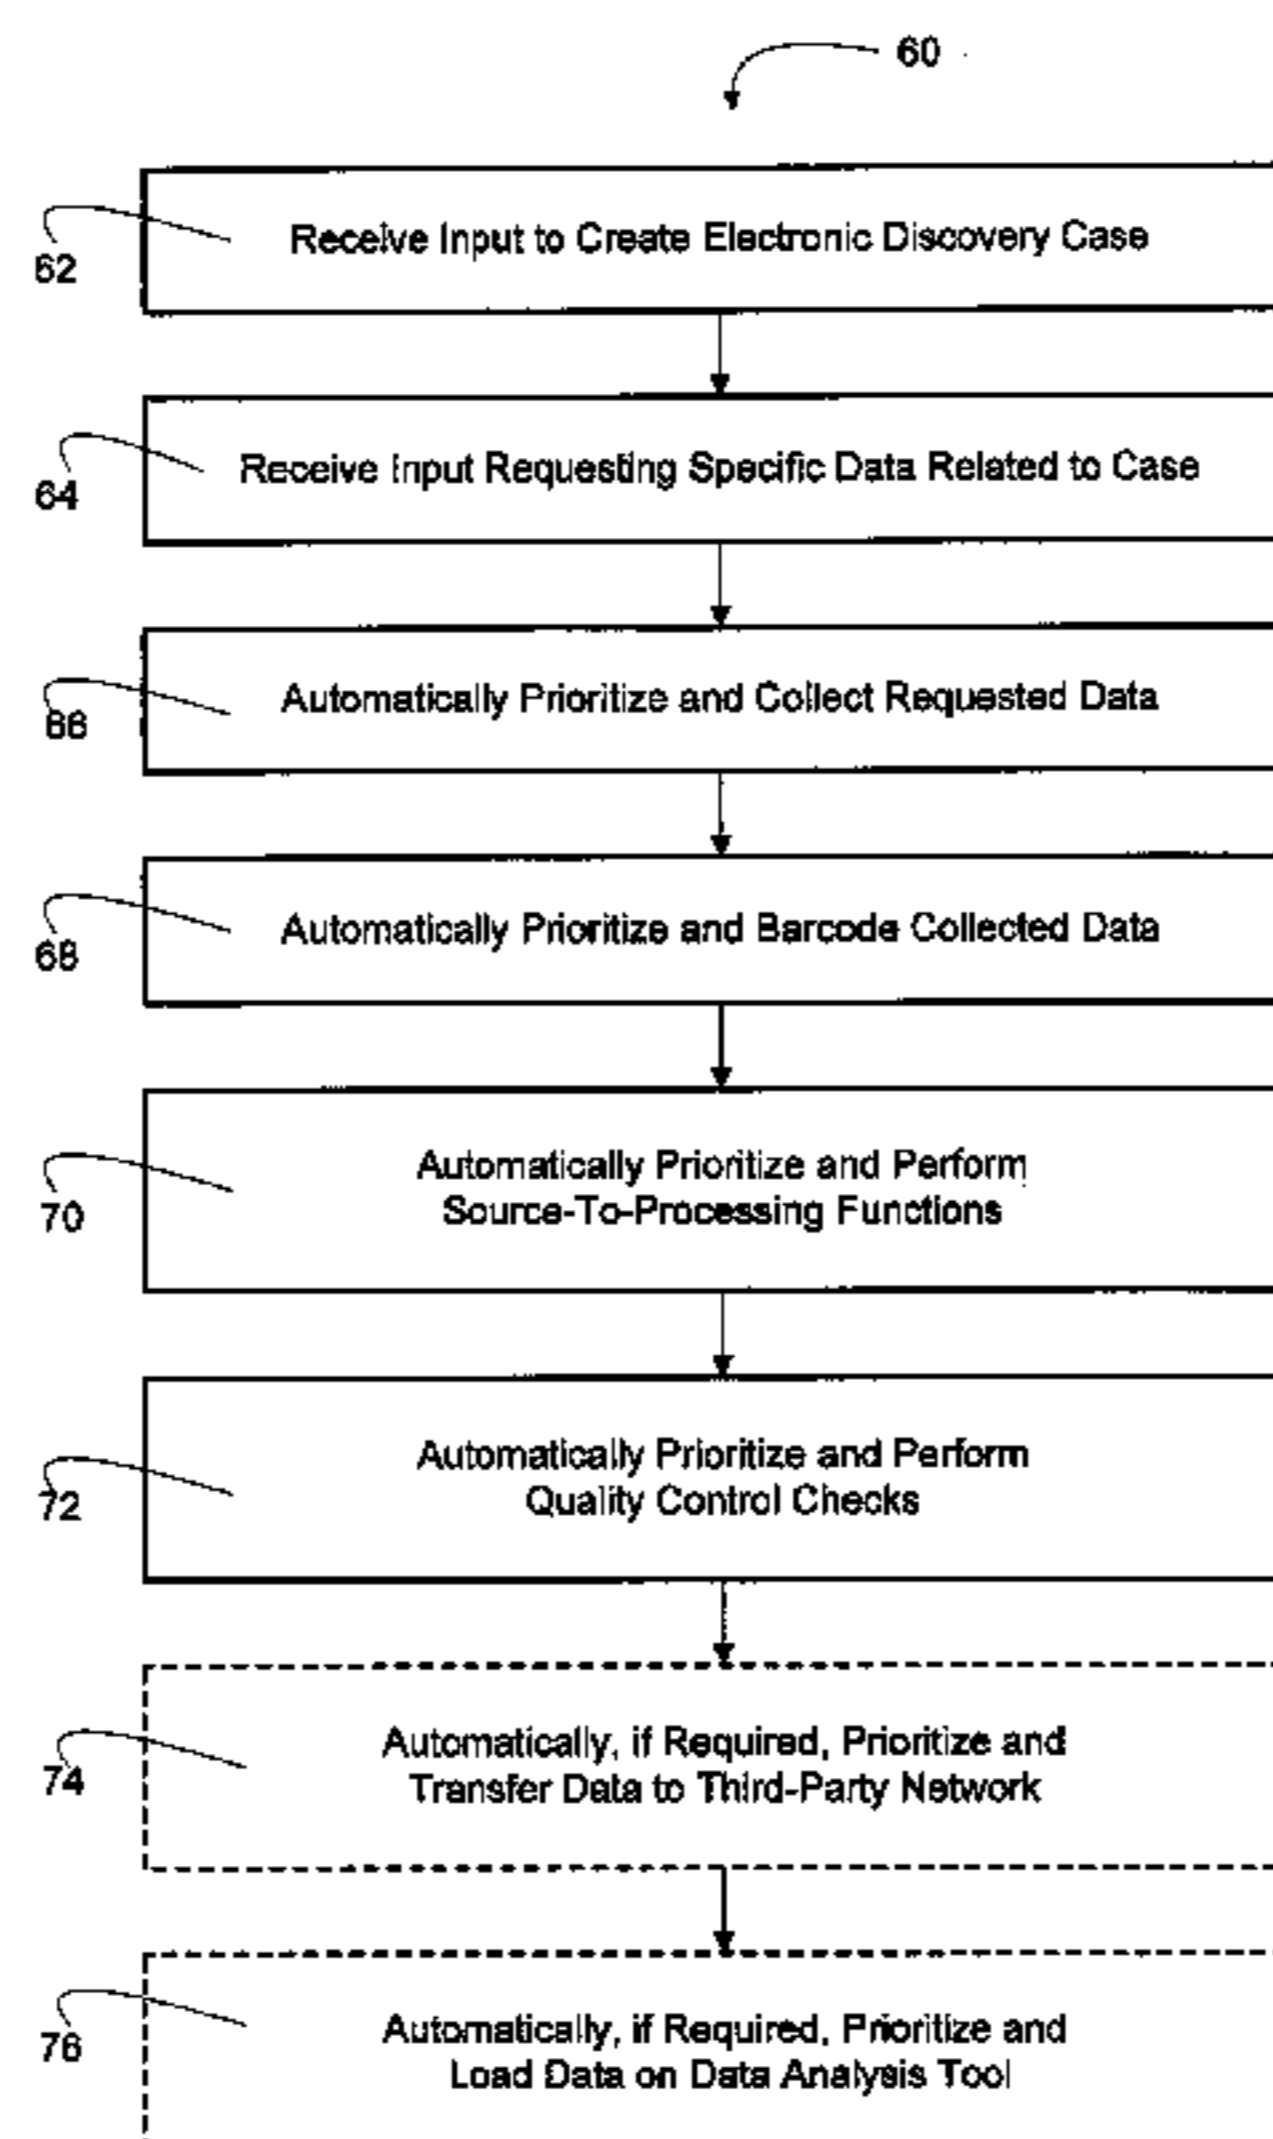 60
62
Receive Input to Create Electronic Discovery Case
64
Receive Input Requesting Specific Data Related to Case
66
Automatically Prioritize and Collect Requested Data
68
Automatically Prioritize and Barcode Collected Data
70
Automatically Prioritize and Perform
Source-To-Processing Functions
72
Automatically Prioritize and Perform
Quality Control Checks
74
Automatically, if Required, Prioritize and
Transfer Data to Third-Party Network
76
Automatically, if Required, Prioritize and
Load Data on Data Analysis Tool